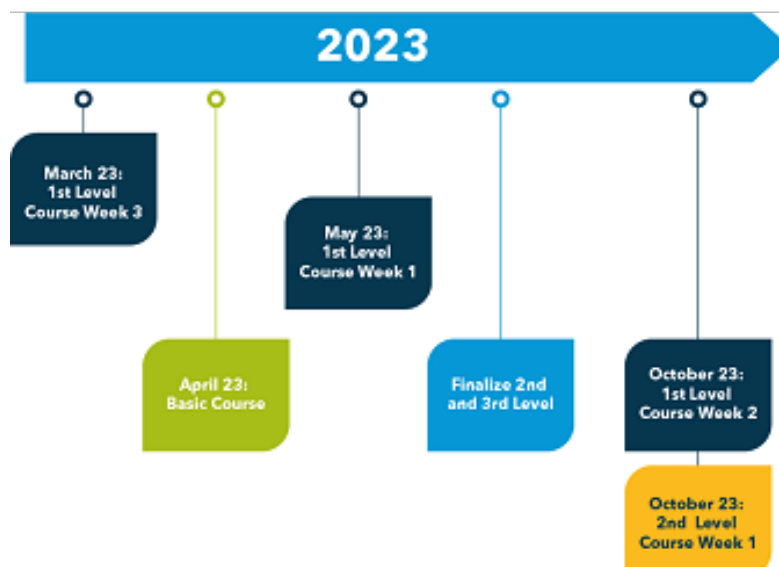 2023
March 23:
1st Level
Course Week 3
May 23:
1st Level
Course Week 1
April 23:
Basic Course
Finalize 2nd
and 3rd Level
October 23:
1st Level
Course Week 2
October 23:
2nd Level
Course Week 1